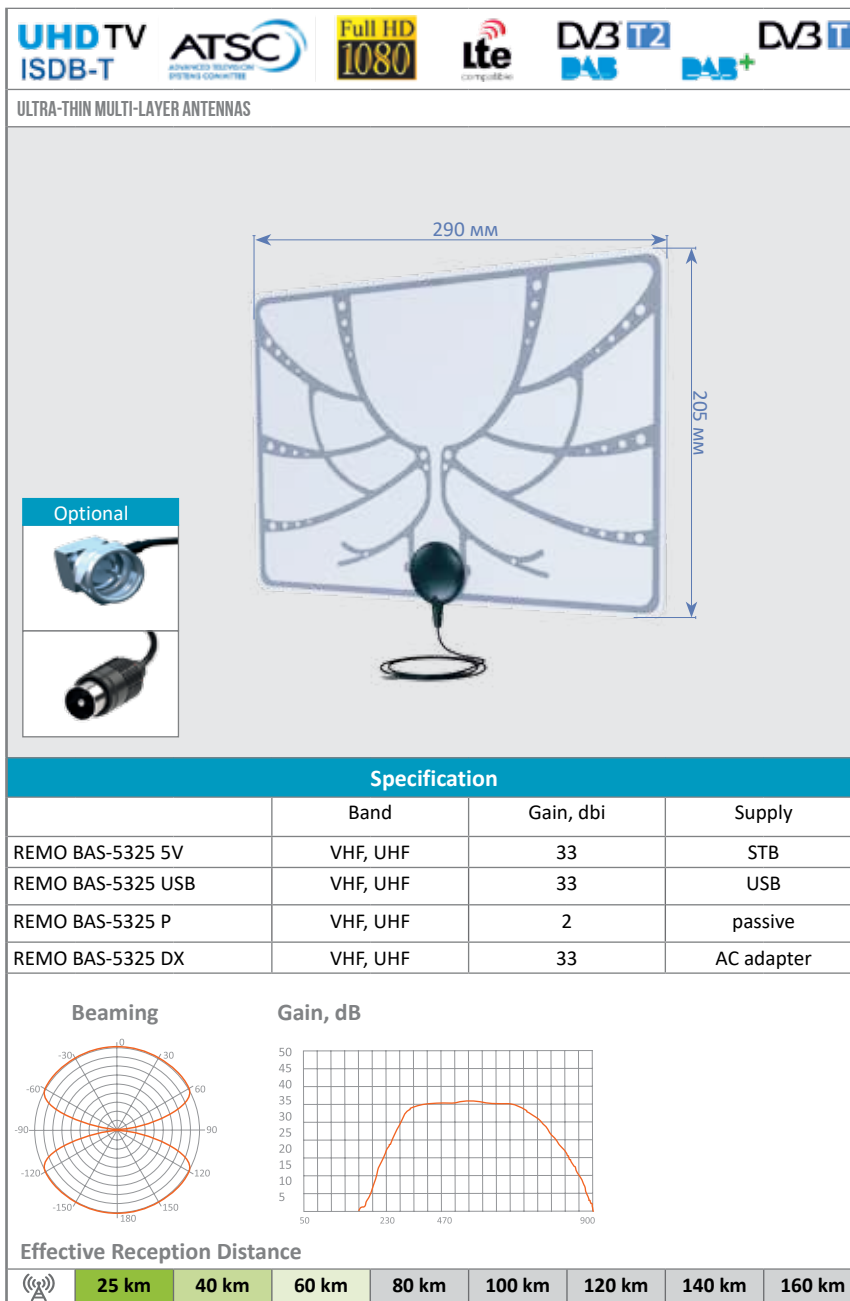 UHD TV
ISDB-T
ATSC
ADVANCED TELEVISION
SYSTEMS COMMITTEE
Full HD
1080
lte
compatible
DVB T2
DAB
DAB+
DVB T
ULTRA-THIN MULTI-LAYER ANTENNAS
290 мм
205 мм
Optional
Specification
Band Gain, dbi Supply
REMO BAS-5325 5V VHF, UHF 33 STB
REMO BAS-5325 USB VHF, UHF 33 USB
REMO BAS-5325 P VHF, UHF 2 passive
REMO BAS-5325 DX VHF, UHF 33 AC adapter
Beaming
0
-30 30
-60 60
-90 90
-120 120
-150 150
180
Gain, dB
50
45
40
35
30
25
20
15
10
5
50 230 470 900
Effective Reception Distance
25 km 40 km 60 km 80 km 100 km 120 km 140 km 160 km